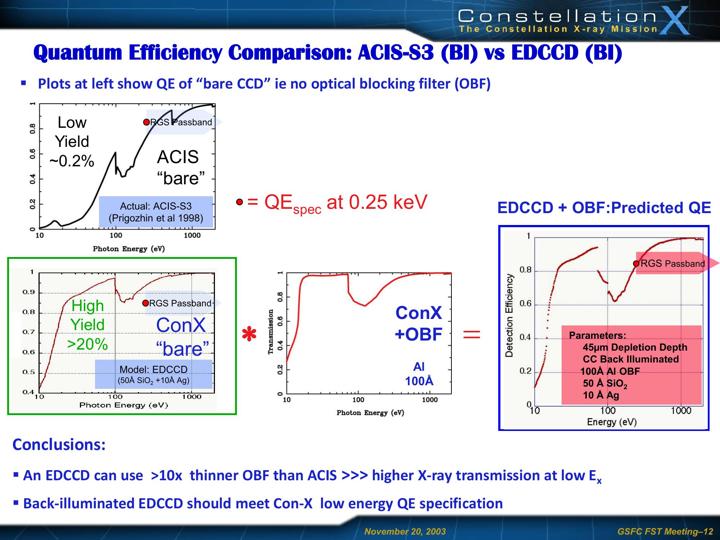 Constellation X
The Constellation X-ray Mission
Quantum Efficiency Comparison: ACIS-S3 (BI) vs EDCCD (BI)
▪ Plots at left show QE of “bare CCD” ie no optical blocking filter (OBF)
1
0.8
0.6
0.4
0.2
0
Low
Yield
~0.2%
RGS Passband
ACIS
“bare”
Actual: ACIS-S3
(Prigozhin et al 1998)
10 100 1000
Photon Energy (eV)
= QEspec at 0.25 keV
EDCCD + OBF:Predicted QE
1
0.9
0.8
0.7
0.6
0.5
0.4
High
Yield
>20%
RGS Passband
ConX
“bare”
Model: EDCCD
(50Å SiO2 +10Å Ag)
10 100 1000
Photon Energy (eV)
*
Transmission
1
0.8
0.6
0.4
0.2
0
ConX
+OBF
Al
100Å
10 100 1000
Photon Energy (eV)
=
Detection Efficiency
1
0.8
0.6
0.4
0.2
0
RGS Passband
Parameters:
45µm Depletion Depth
CC Back Illuminated
100Å Al OBF
50 Å SiO2
10 Å Ag
10 100 1000
Energy (eV)
Conclusions:
▪ An EDCCD can use >10x thinner OBF than ACIS >>> higher X-ray transmission at low Ex
▪ Back-illuminated EDCCD should meet Con-X low energy QE specification
November 20, 2003
GSFC FST Meeting–12